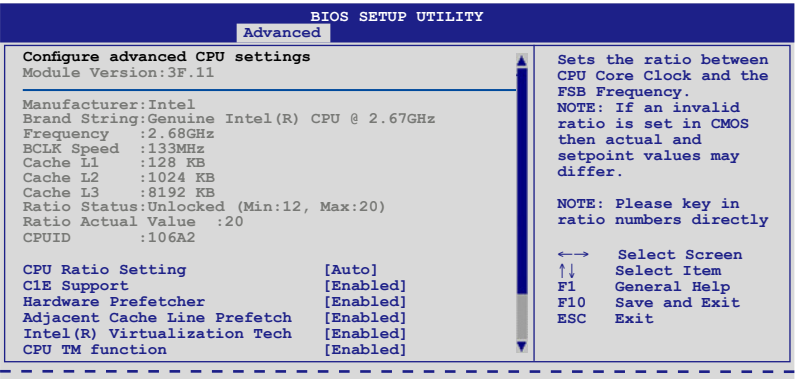 BIOS SETUP UTILITY
Advanced
Configure advanced CPU settings
Module Version:3F.11
Manufacturer:Intel
Brand String:Genuine Intel(R) CPU @ 2.67GHz
Frequency :2.68GHz
BCLK Speed :133MHz
Cache L1 :128 KB
Cache L2 :1024 KB
Cache L3 :8192 KB
Ratio Status:Unlocked (Min:12, Max:20)
Ratio Actual Value :20
CPUID :106A2
CPU Ratio Setting [Auto]
C1E Support [Enabled]
Hardware Prefetcher [Enabled]
Adjacent Cache Line Prefetch [Enabled]
Intel(R) Virtualization Tech [Enabled]
CPU TM function [Enabled]
Sets the ratio between
CPU Core Clock and the
FSB Frequency.
NOTE: If an invalid
ratio is set in CMOS
then actual and
setpoint values may
differ.
NOTE: Please key in
ratio numbers directly
←→ Select Screen
↑↓ Select Item
F1 General Help
F10 Save and Exit
ESC Exit